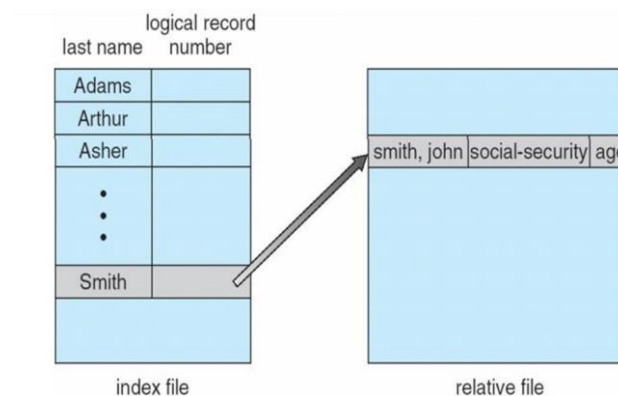 logical record
last name number
Adams
Arthur
Asher
Smith
smith, john social-security
index file relative file